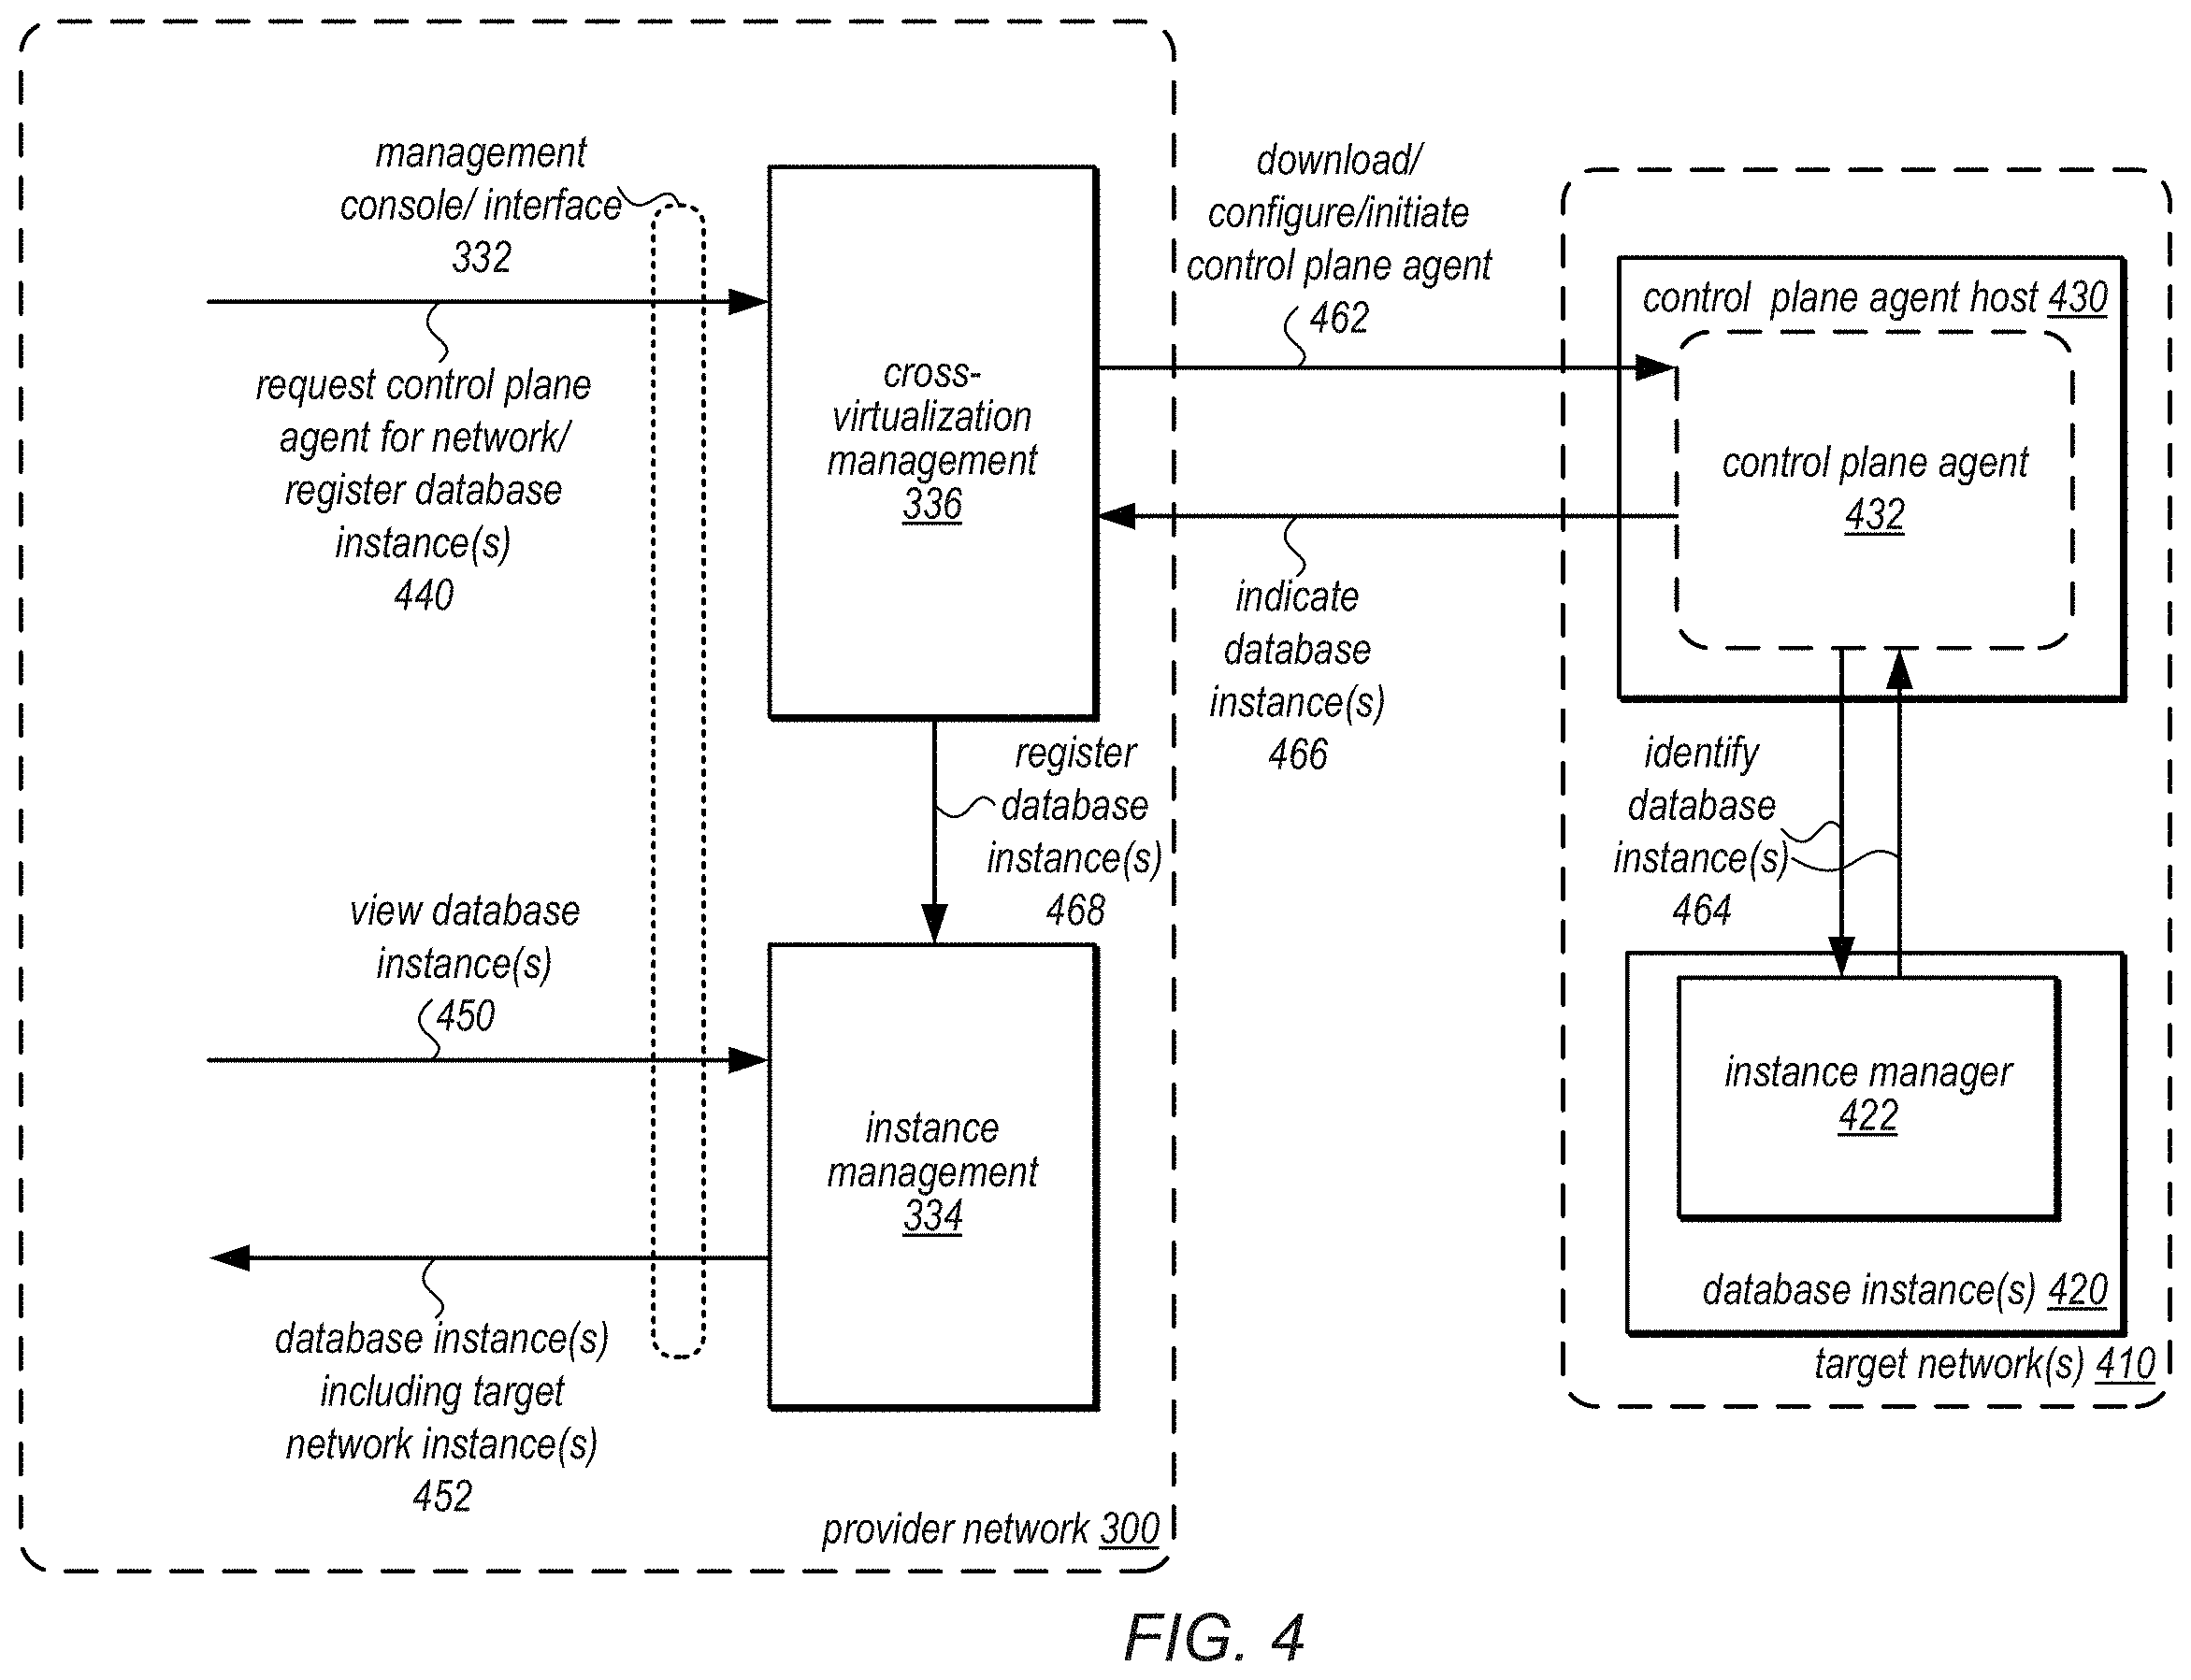 management
console/ interface
332
request control plane
agent for network/
register database
instance(s)
440
cross-
virtualization
management
336
download/
configure/initiate
control plane agent
462
control plane agent host 430
control plane agent
432
indicate
database
instance(s)
466
register
database
instance(s)
468
identify
database
instance(s)
464
view database
instance(s)
450
instance
management
334
instance manager
422
database instance(s) 420
target network(s) 410
database instance(s)
including target
network instance(s)
452
provider network 300
FIG. 4